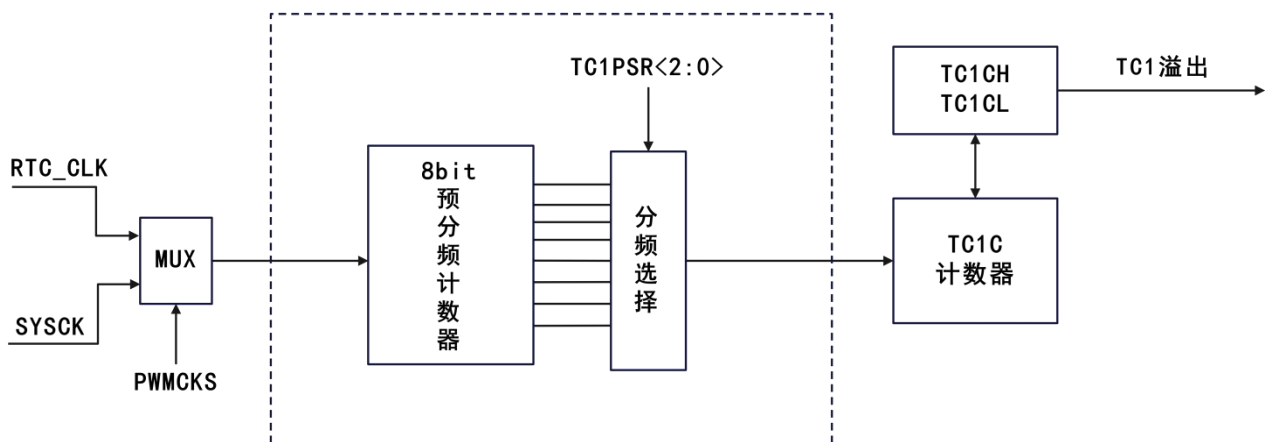 TC1PSR<2:0>
TC1CH
TC1CL
TC1溢出
RTC_CLK
8bit
预
分
频
计
数
器
分
频
选
择
MUX
TC1C
计数器
SYSCK
PWMCKS